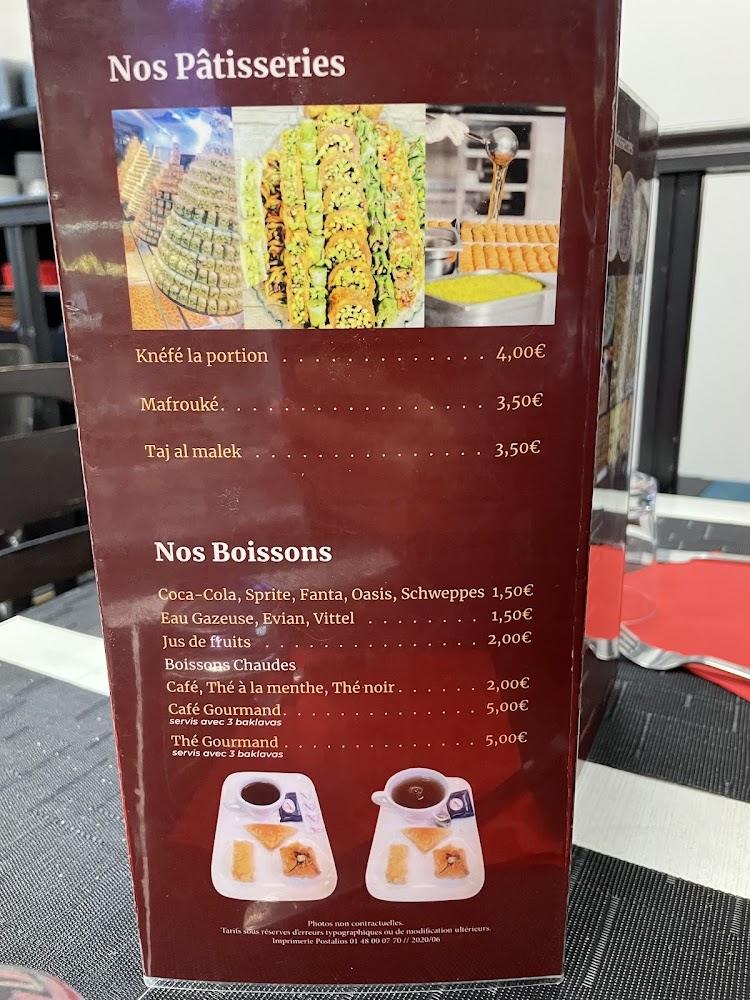 Nos Pâtisseries
Knéfé la portion . . . . . . . . . . . . . . 4,00€
Mafrouké. . . . . . . . . . . . . . . . . . 3,50€
Taj al malek . . . . . . . . . . . . . . . 3,50€
Nos Boissons
Coca-Cola, Sprite, Fanta, Oasis, Schweppes 1,50€
Eau Gazeuse, Evian, Vittel . . . . . . . . 1,50€
Jus de fruits . . . . . . . . . . . . . . . 2,00€
Boissons Chaudes
Café, Thé à la menthe, Thé noir. . . . . . 2,00€
Café Gourmand. . . . . . . . . . . . . . 5,00€
servis avec 3 baklavas
Thé Gourmand . . . . . . . . . . . . . . 5,00€
servis avec 3 baklavas
Photos non contractuelles.
Tarifs sous réserves d'erreurs typographiques ou de modification ultérieurs.
Imprimerie Postalios 01 48 00 07 70 // 2020/06